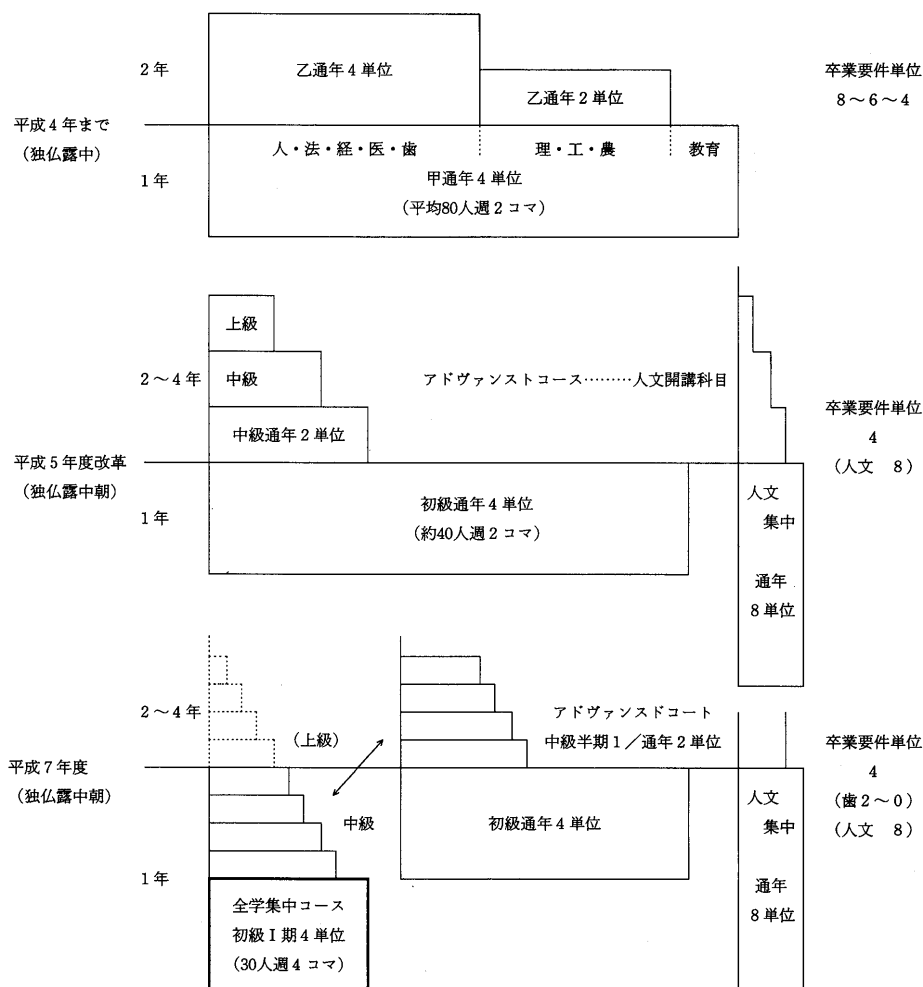 2年
乙通年4単位
乙通年2単位
卒業要件単位
8～6～4
平成4年まで
（独仏露中）
人・法・経・医・歯
理・工・農
教育
1年
甲通年4単位
（平均80人週2コマ）
上級
2～4年
中級
アドヴァンストコース………人文開講科目
中級通年2単位
卒業要件単位
4
（人文　8）
平成5年度改革
（独仏露中朝）
1年
初級通年4単位
（約40人週2コマ）
人文
集中
通年
8単位
2～4年
（上級）
アドヴァンスドコート
中級半期1／通年2単位
卒業要件単位
4
（歯2～0）
（人文　8）
平成7年度
（独仏露中朝）
中級
初級通年4単位
人文
集中
通年
8単位
1年
全学集中コース
初級Ⅰ期4単位
（30人週4コマ）